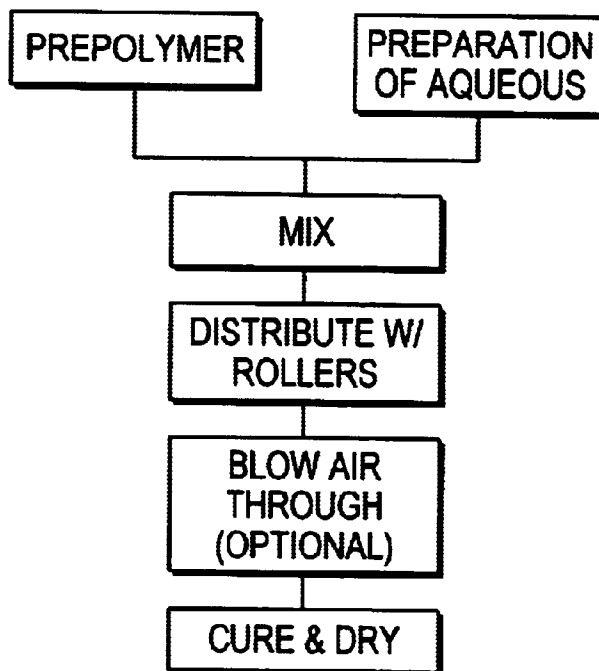 PREPOLYMER
PREPARATION
OF AQUEOUS
MIX
DISTRIBUTE W/
ROLLERS
BLOW AIR
THROUGH
(OPTIONAL)
CURE & DRY